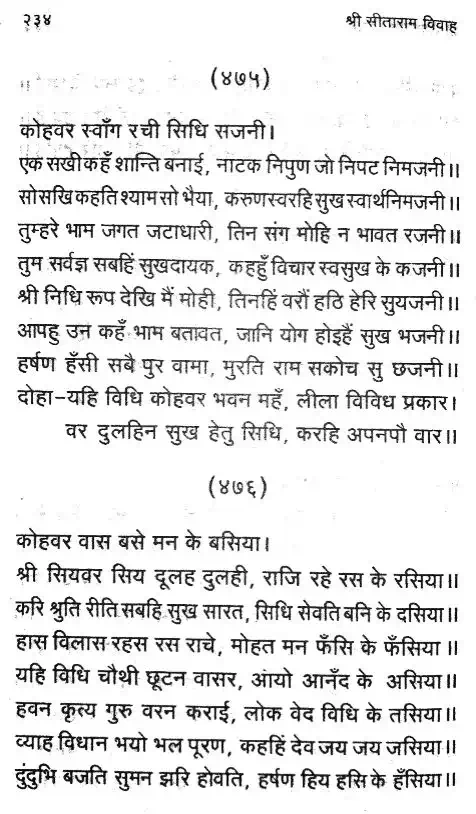 २३४ श्री सीताराम विवाह
(४७५)
कोहवर स्वाँग रची सिधि सजनी।
एक सखी कहँ शान्ति बनाई, नाटक निपुण जो निपट निमजनी॥
सो सखि कहति श्याम सो भैया, करुणस्वरहि सुख स्वार्थ निमजनी॥
तुम्हरे भाम जगत जटाधारी, तिन संग मोहि न भावत रजनी॥
तुम सर्वज्ञ सबहिं सुखदायक, कहहुँ विचार स्वसुख के कजनी॥
श्री निधि रूप देखि मैं मोही, तिनहिं वरौं हठि हेरि सुयजनी॥
आपहु उन कहँ भाम बतावत, जानि योग होइहैं सुख भजनी॥
हर्षण हँसी सबै पुर वामा, मुरति राम सकोच सु छजनी॥
दोहा-यहि विधि कोहवर भवन महँ, लीला विविध प्रकार।
वर दुलहिन सुख हेतु सिधि, करहि अपनपौ वार॥
(४७६)
कोहवर वास बसे मन के बसिया।
श्री सियवर सिय दूलह दुलही, राजि रहे रस के रसिया॥
करि श्रुति रीति सबहि सुख सारत, सिधि सेवति बनि के दसिया॥
हास विलास रहस रस राचे, मोहत मन फँसि के फँसिया॥
यहि विधि चौथी छूटन वासर, आयो आनँद के असिया॥
हवन कृत्य गुरु वरन कराई, लोक वेद विधि के तसिया॥
व्याह विधान भयो भल पूरण, कहहिं देव जय जय जसिया॥
दुंदुभि बजति सुमन झरि होवति, हर्षण हिय हसि के हँसिया॥